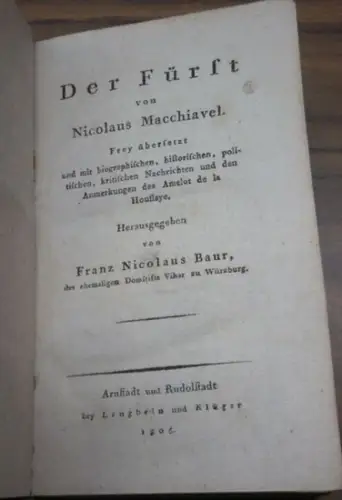 Der Fürſt
von
Nicolaus Macchiavel.
Frey überſetzt
und mit biographiſchen, hiſtoriſchen, poli-
tiſchen, kritiſchen Nachrichten und den
Anmerkungen des Amelot de la
Houſſaye.
Herausgegeben
von
Franz Nicolaus Baur,
des ehemaligen Domſtifts Vikar zu Würzburg.
Arnſtadt und Rudolſtadt
bey Langbein und Klüger